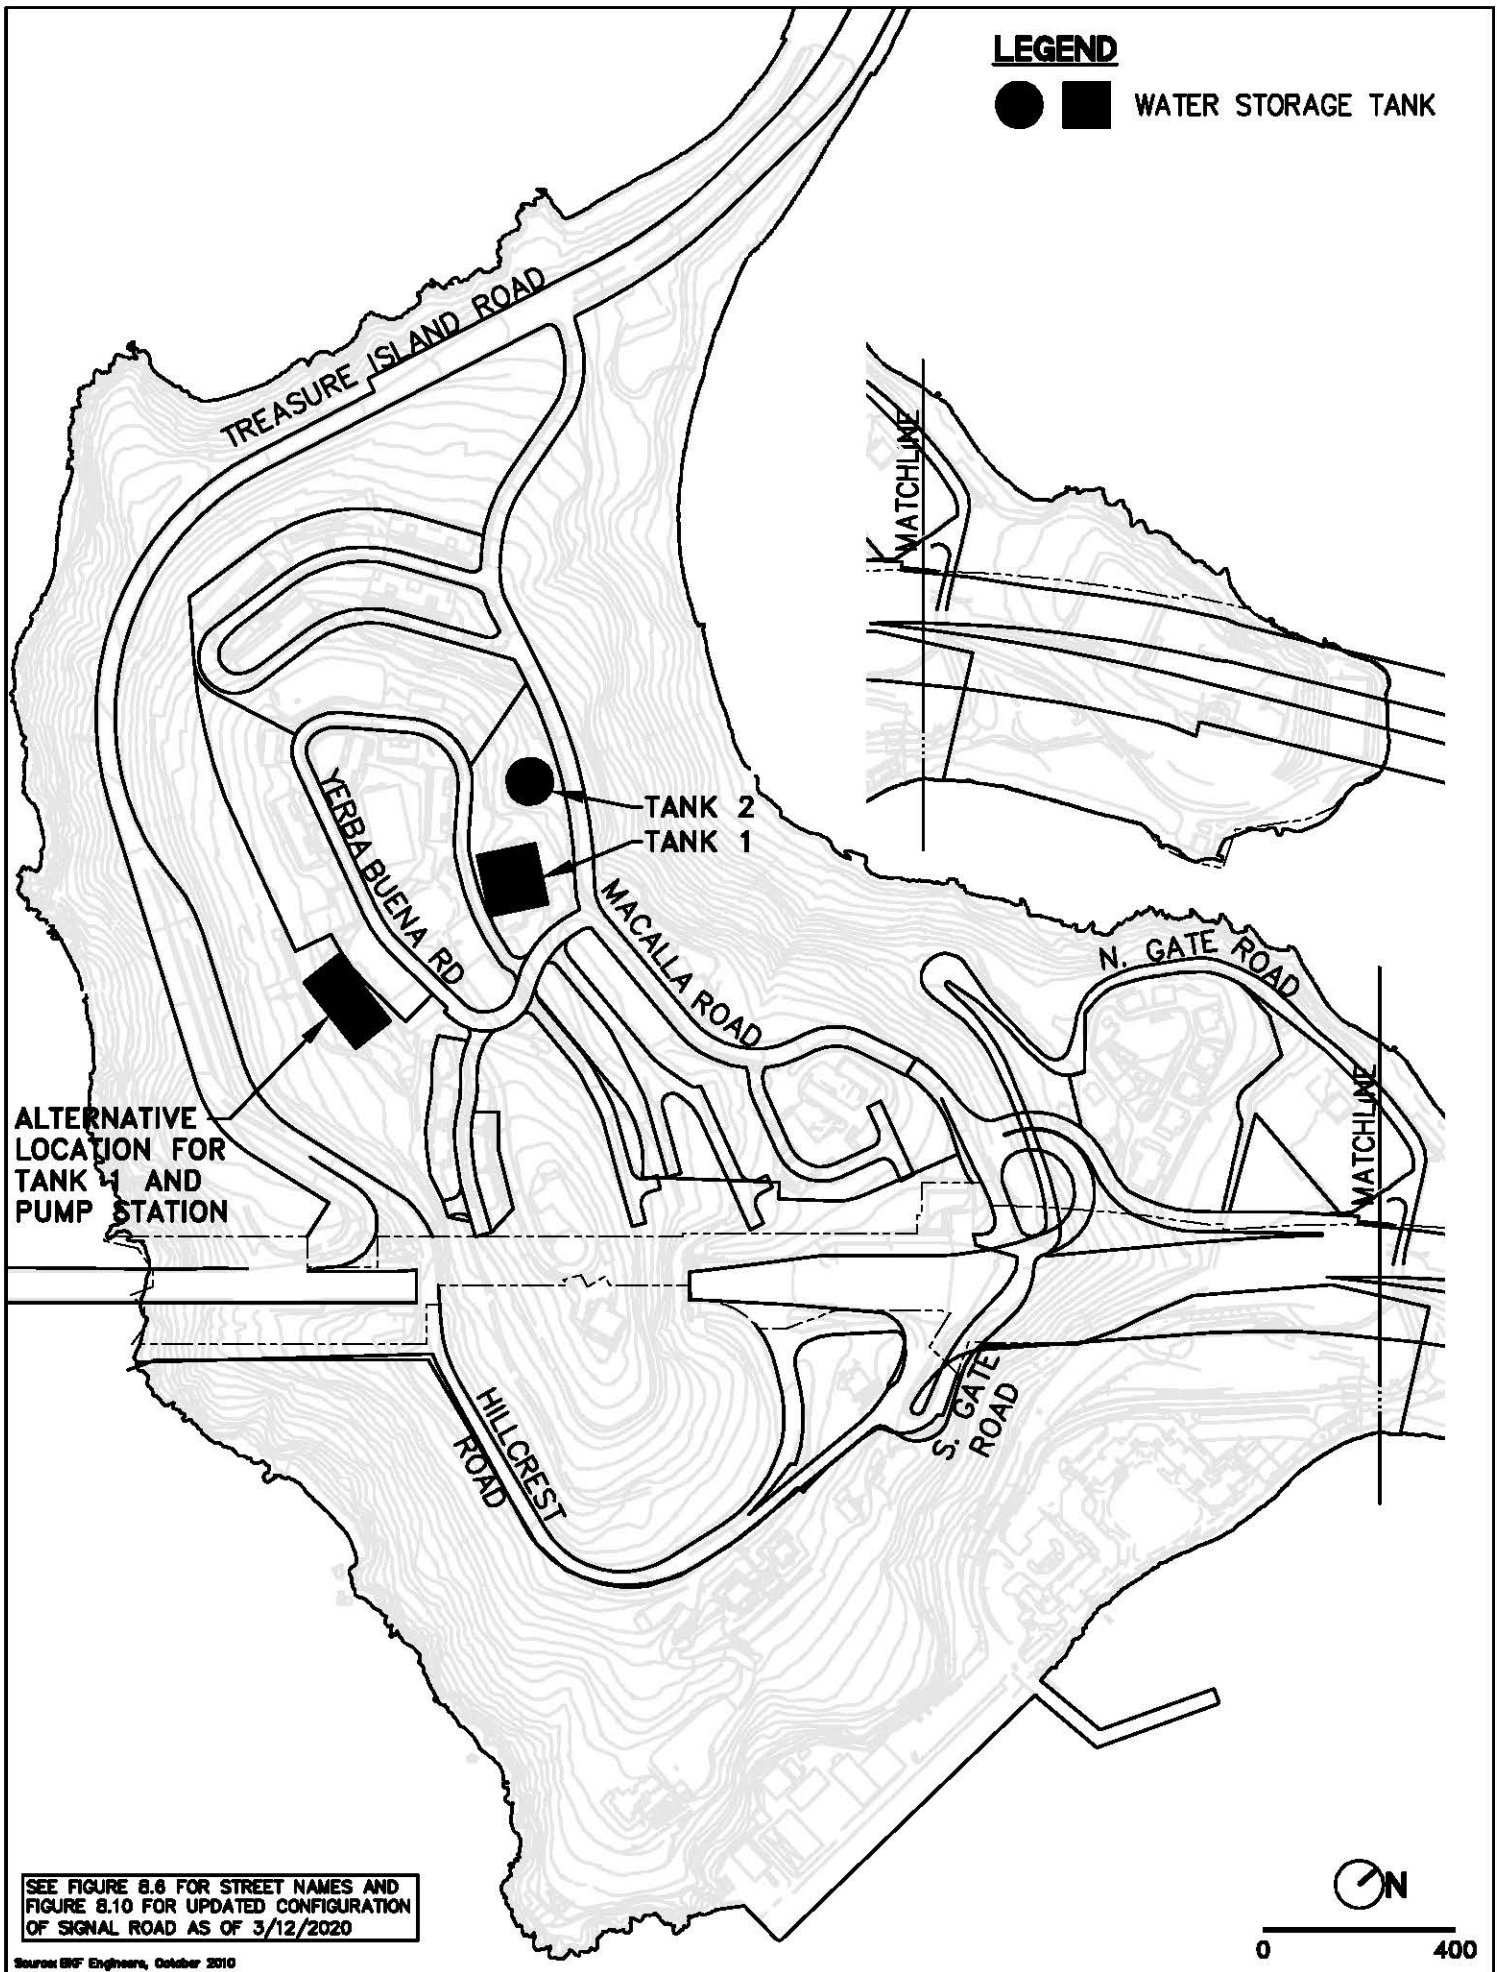 LEGEND
WATER STORAGE TANK
TREASURE ISLAND ROAD
MATCHLINE
YERBA BUENA RD
TANK 2
TANK 1
MACALLA ROAD
N. GATE ROAD
MATCHLINE
ALTERNATIVE
LOCATION FOR
TANK 1 AND
PUMP STATION
HILLCREST
ROAD
S. GATE
ROAD
SEE FIGURE 8.6 FOR STREET NAMES AND
FIGURE 8.10 FOR UPDATED CONFIGURATION
OF SIGNAL ROAD AS OF 3/12/2020
Source: BKF Engineers, October 2010
N
0 400